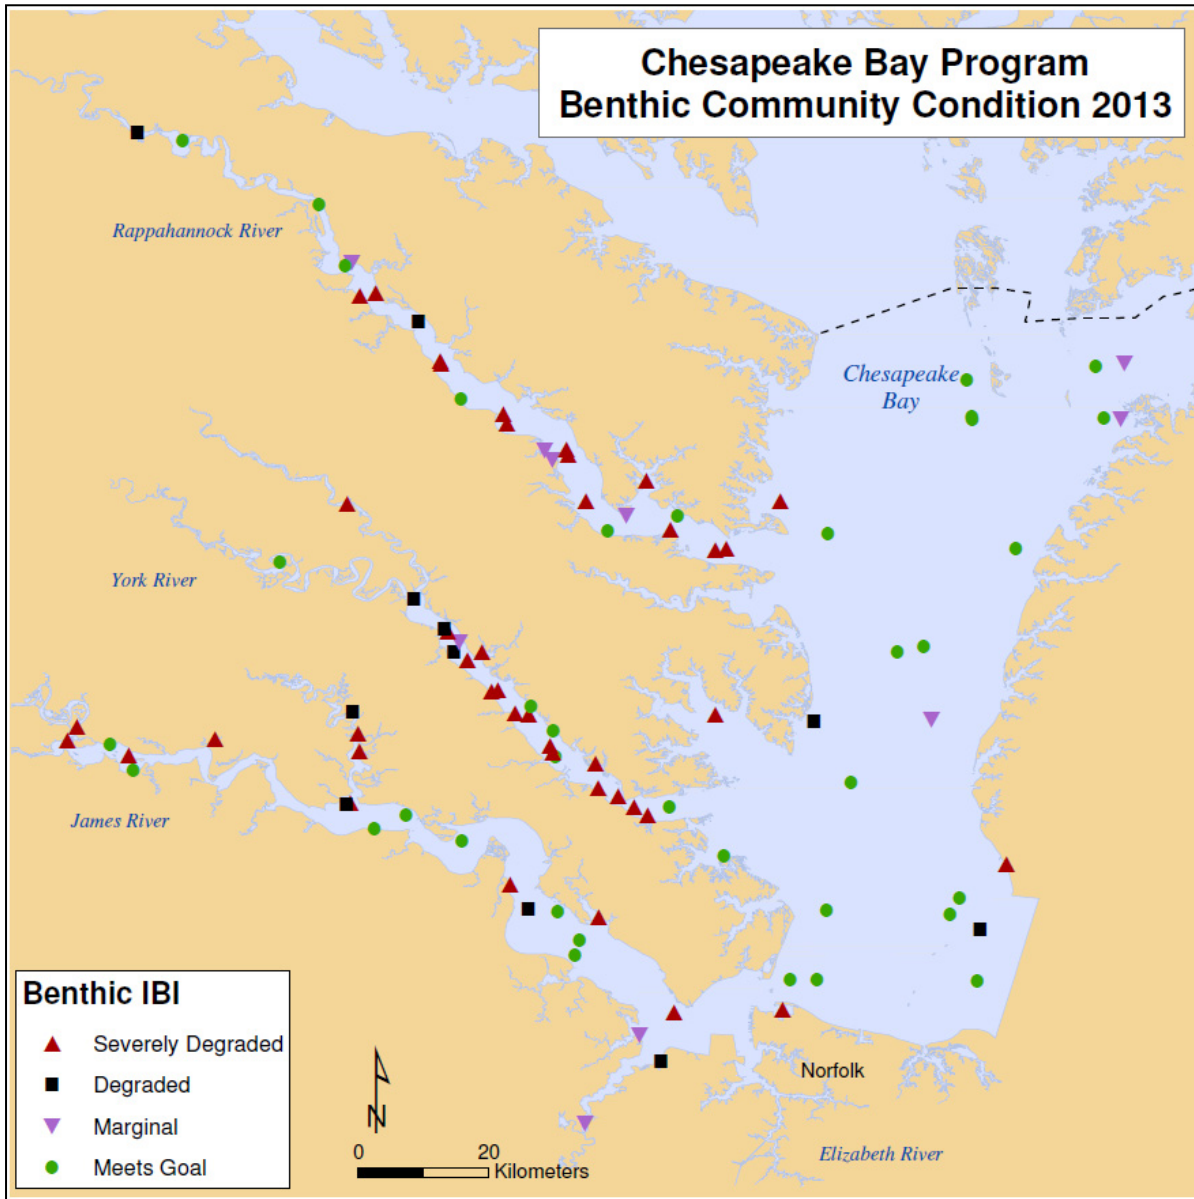 Chesapeake Bay Program
Benthic Community Condition 2013
Rappahannock River
Chesapeake
Bay
York River
James River
Benthic IBI
Severely Degraded
Degraded
Marginal
Meets Goal
N
0 20
Kilometers
Norfolk
Elizabeth River